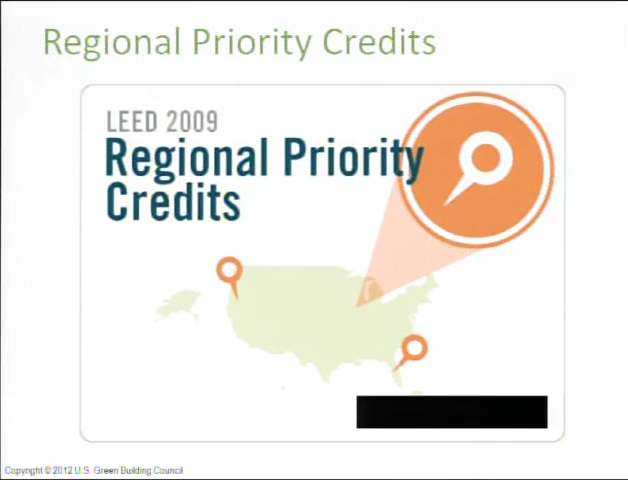 Regional Priority Credits
LEED 2009
Regional Priority
Credits
Copyright © 2012 U.S. Green Building Council